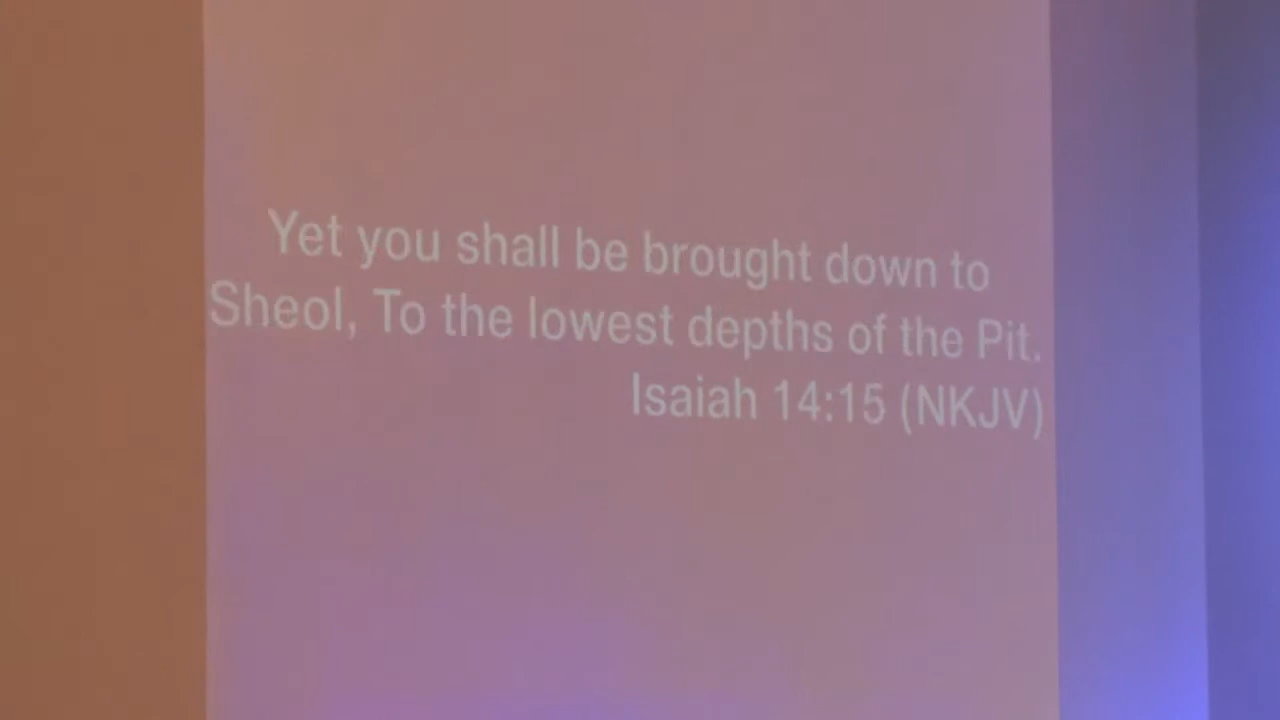 Yet you shall be brought down to
Sheol, To the lowest depths of the Pit.
Isaiah 14:15 (NKJV)